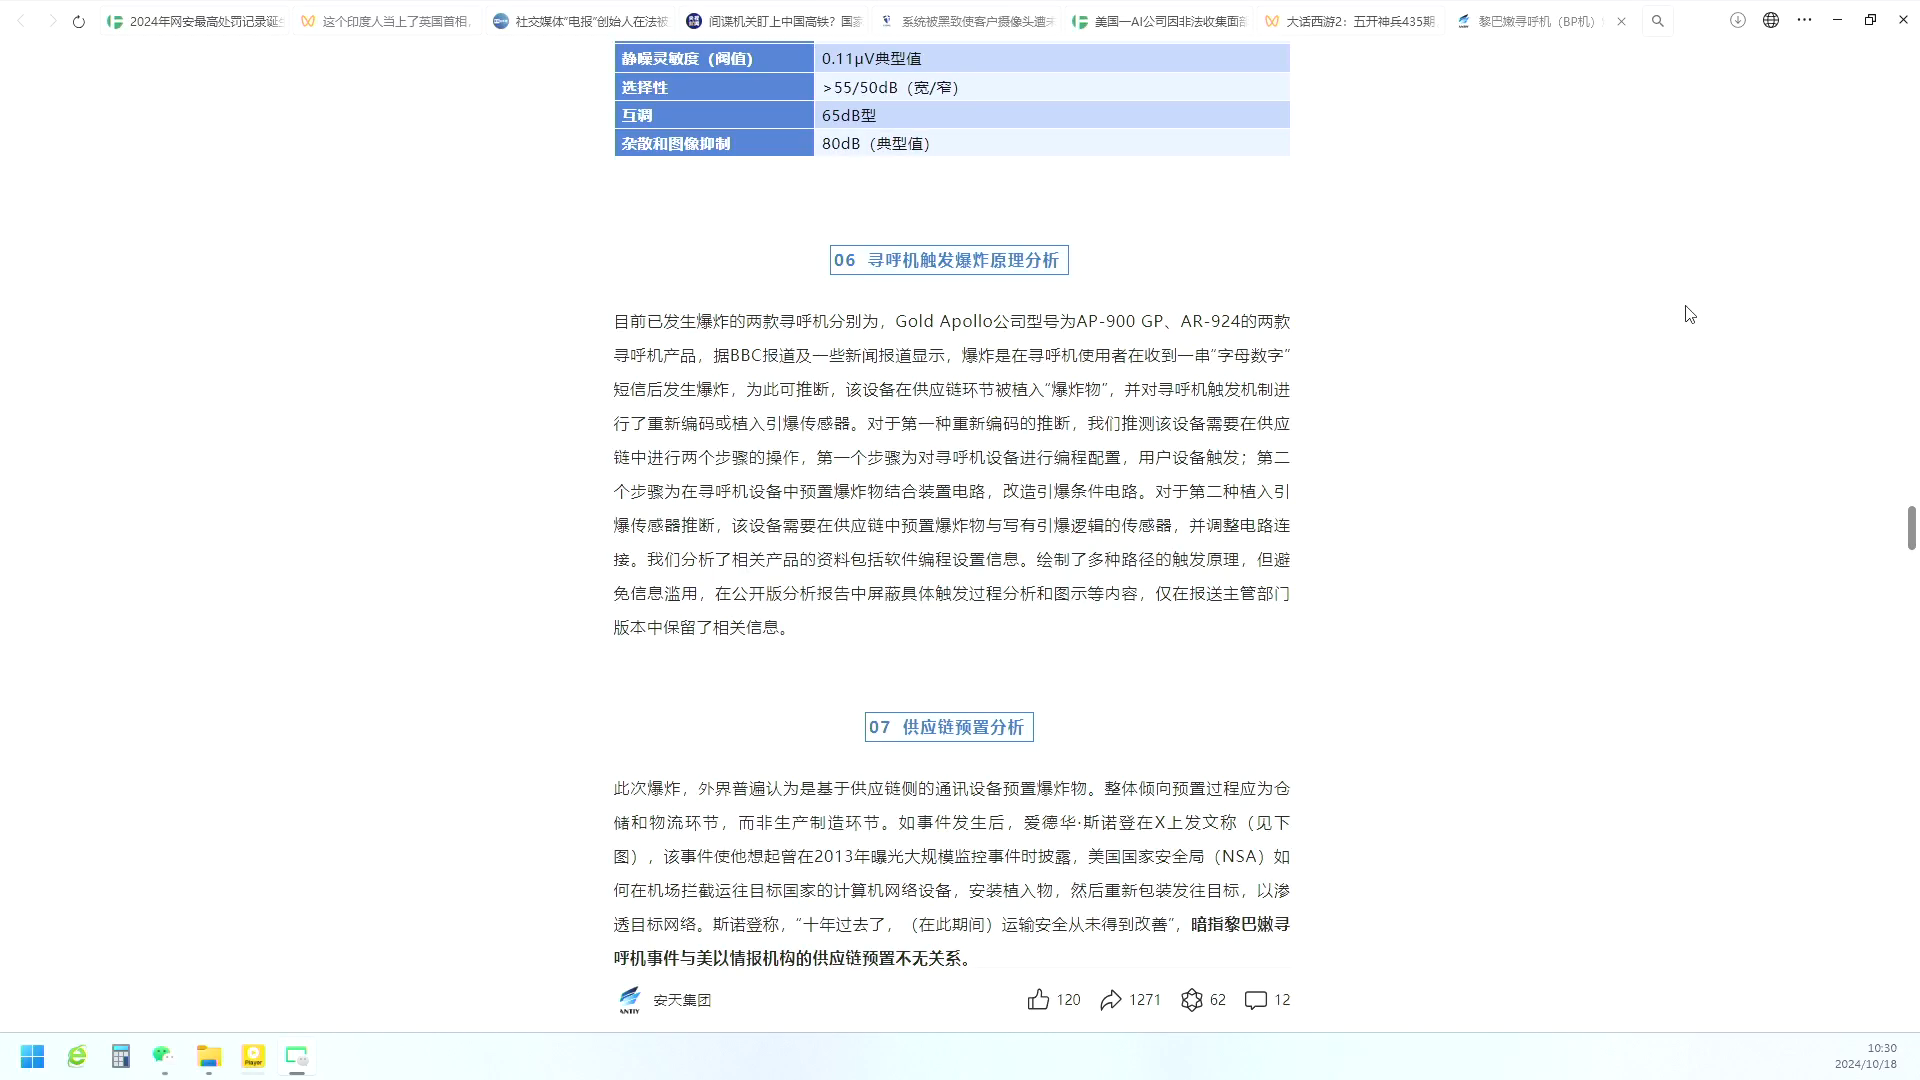 2024年网安最高处罚记录诞生
这个印度人当上了英国首相,
社交媒体“电报”创始人在法被
间谍机关盯上中国高铁？国家
系统被黑致使客户摄像头遭
美国一AI公司因非法收集面部
大话西游2：五开神兵435期
黎巴嫩寻呼机（BP机）
静噪灵敏度（阀值） 0.11μV典型值
选择性 >55/50dB（宽/窄）
互调 65dB型
杂散和图像抑制 80dB（典型值）
06 寻呼机触发爆炸原理分析
目前已发生爆炸的两款寻呼机分别为，Gold Apollo公司型号为AP-900 GP、AR-924的两款
寻呼机产品，据BBC报道及一些新闻报道显示，爆炸是在寻呼机使用者在收到一串“字母数字”
短信后发生爆炸，为此可推断，该设备在供应链环节被植入“爆炸物”，并对寻呼机触发机制进
行了重新编码或植入引爆传感器。对于第一种重新编码的推断，我们推测该设备需要在供应
链中进行两个步骤的操作，第一个步骤为对寻呼机设备进行编程配置，用户设备触发；第二
个步骤为在寻呼机设备中预置爆炸物结合装置电路，改造引爆条件电路。对于第二种植入引
爆传感器推断，该设备需要在供应链中预置爆炸物与写有引爆逻辑的传感器，并调整电路连
接。我们分析了相关产品的资料包括软件编程设置信息。绘制了多种路径的触发原理，但避
免信息滥用，在公开版分析报告中屏蔽具体触发过程分析和图示等内容，仅在报送主管部门
版本中保留了相关信息。
07 供应链预置分析
此次爆炸，外界普遍认为是基于供应链侧的通讯设备预置爆炸物。整体倾向预置过程应为仓
储和物流环节，而非生产制造环节。如事件发生后，爱德华·斯诺登在X上发文称（见下
图），该事件使他想起曾在2013年曝光大规模监控事件时披露，美国国家安全局（NSA）如
何在机场拦截运往目标国家的计算机网络设备，安装植入物，然后重新包装发往目标，以渗
透目标网络。斯诺登称，“十年过去了，（在此期间）运输安全从未得到改善”，暗指黎巴嫩寻
呼机事件与美以情报机构的供应链预置不无关系。
ANTIY 安天集团 120 1271 62 12
Player
10:30
2024/10/18